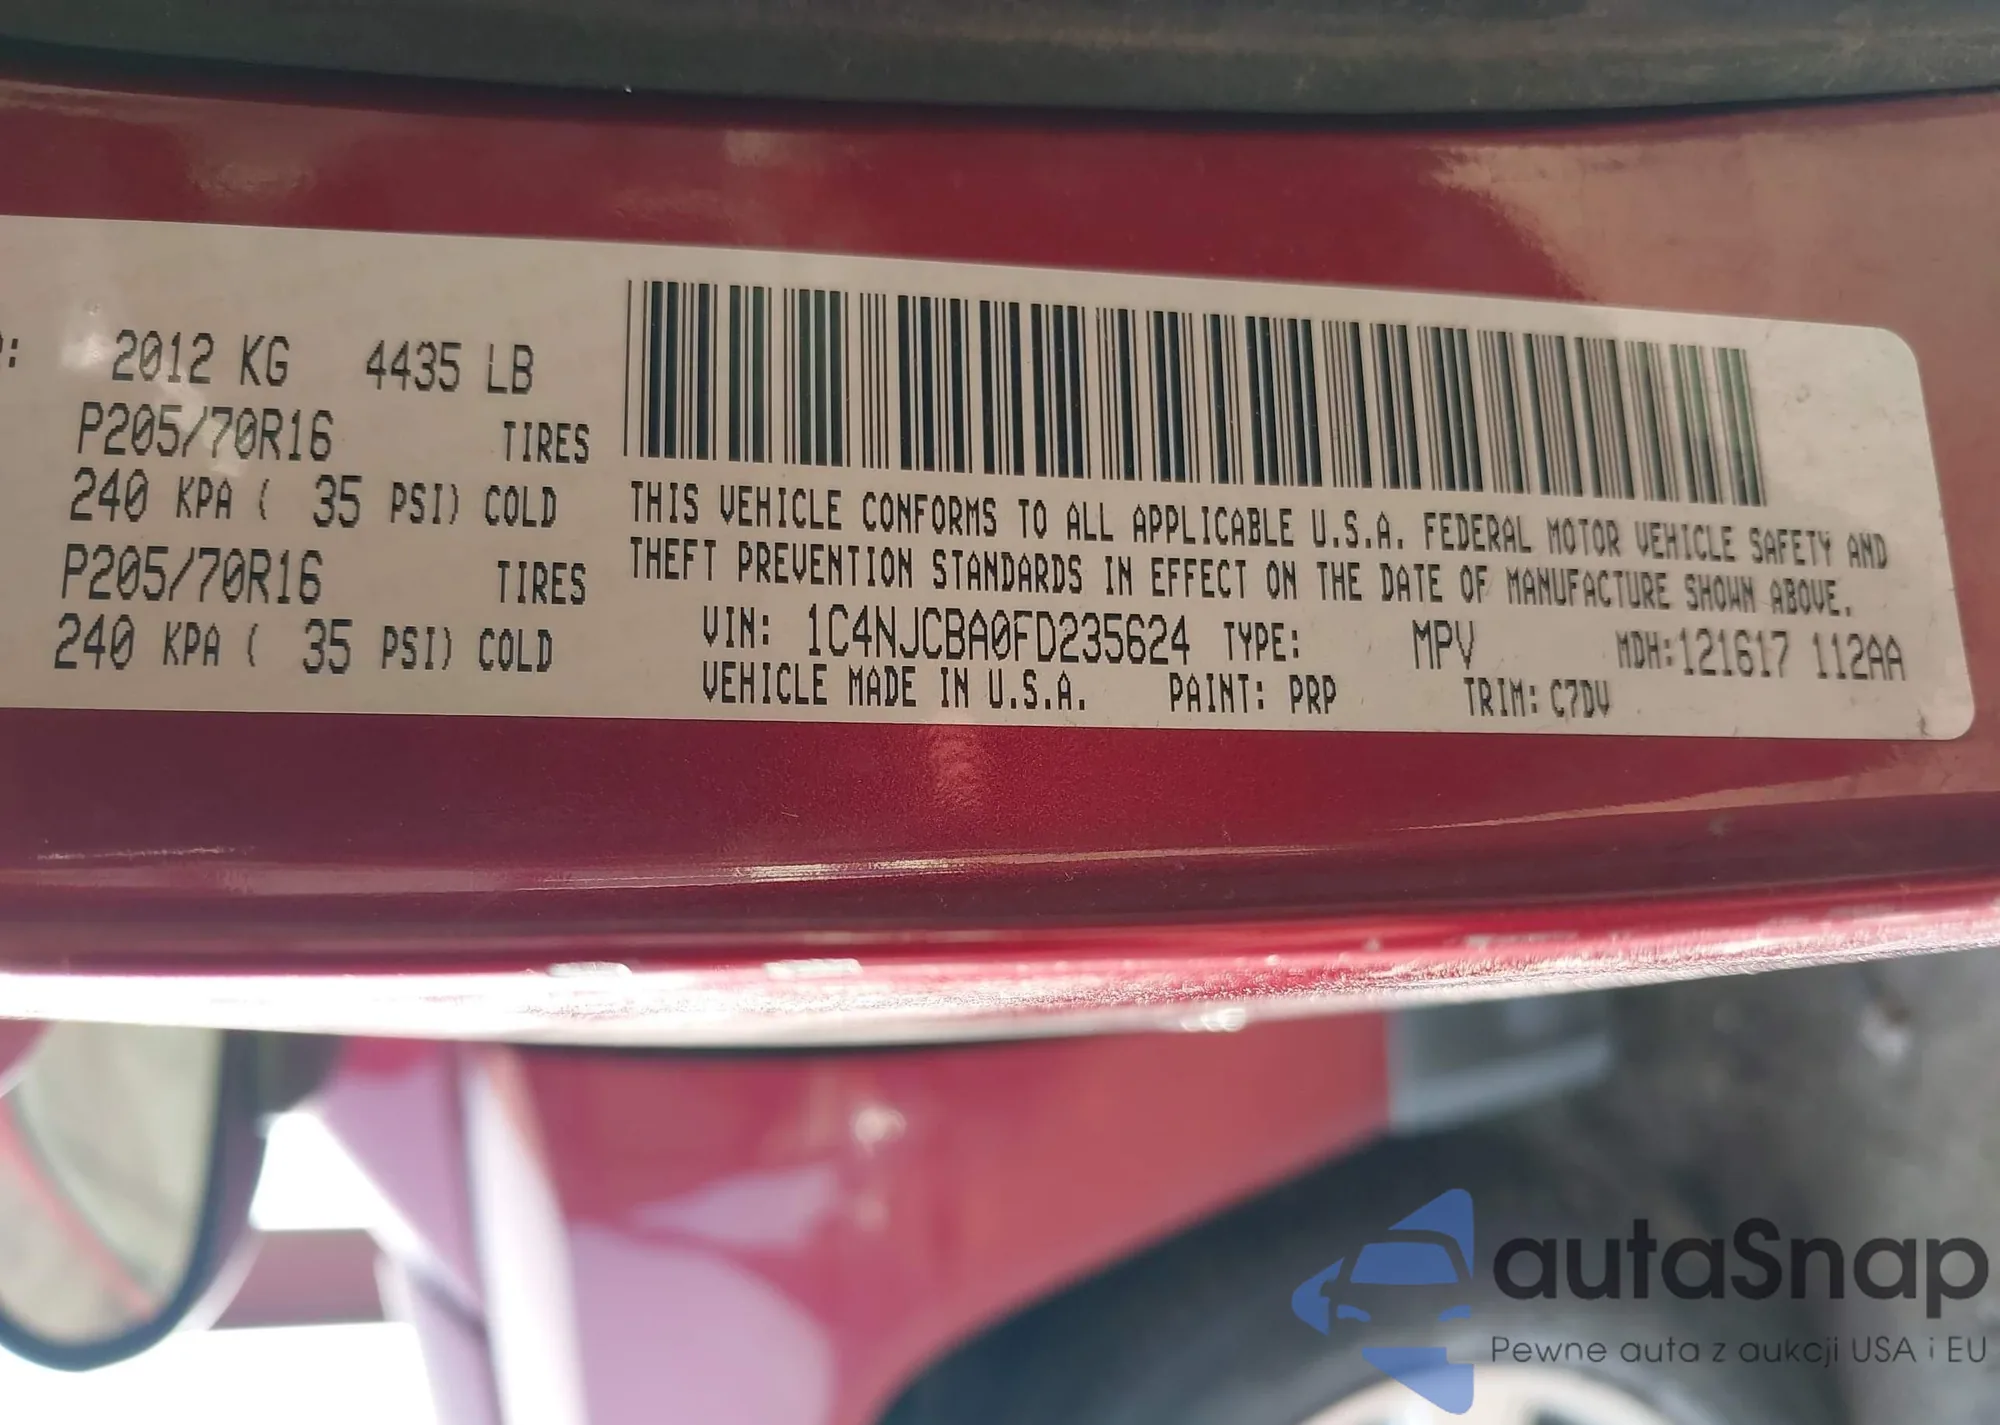 2012 KG 4435 LB
P205/70R16 TIRES
240 KPA ( 35 PSI) COLD
P205/70R16 TIRES
240 KPA ( 35 PSI) COLD
THIS VEHICLE CONFORMS TO ALL APPLICABLE U.S.A. FEDERAL MOTOR VEHICLE SAFETY AND
THEFT PREVENTION STANDARDS IN EFFECT ON THE DATE OF MANUFACTURE SHOWN ABOVE.
VIN: 1C4NJCBA0FD235624 TYPE: MPV MDH:121617 112AA
VEHICLE MADE IN U.S.A. PAINT: PRP TRIM: C7DV
autaSnap
Pewne auta z aukcji USA i EU